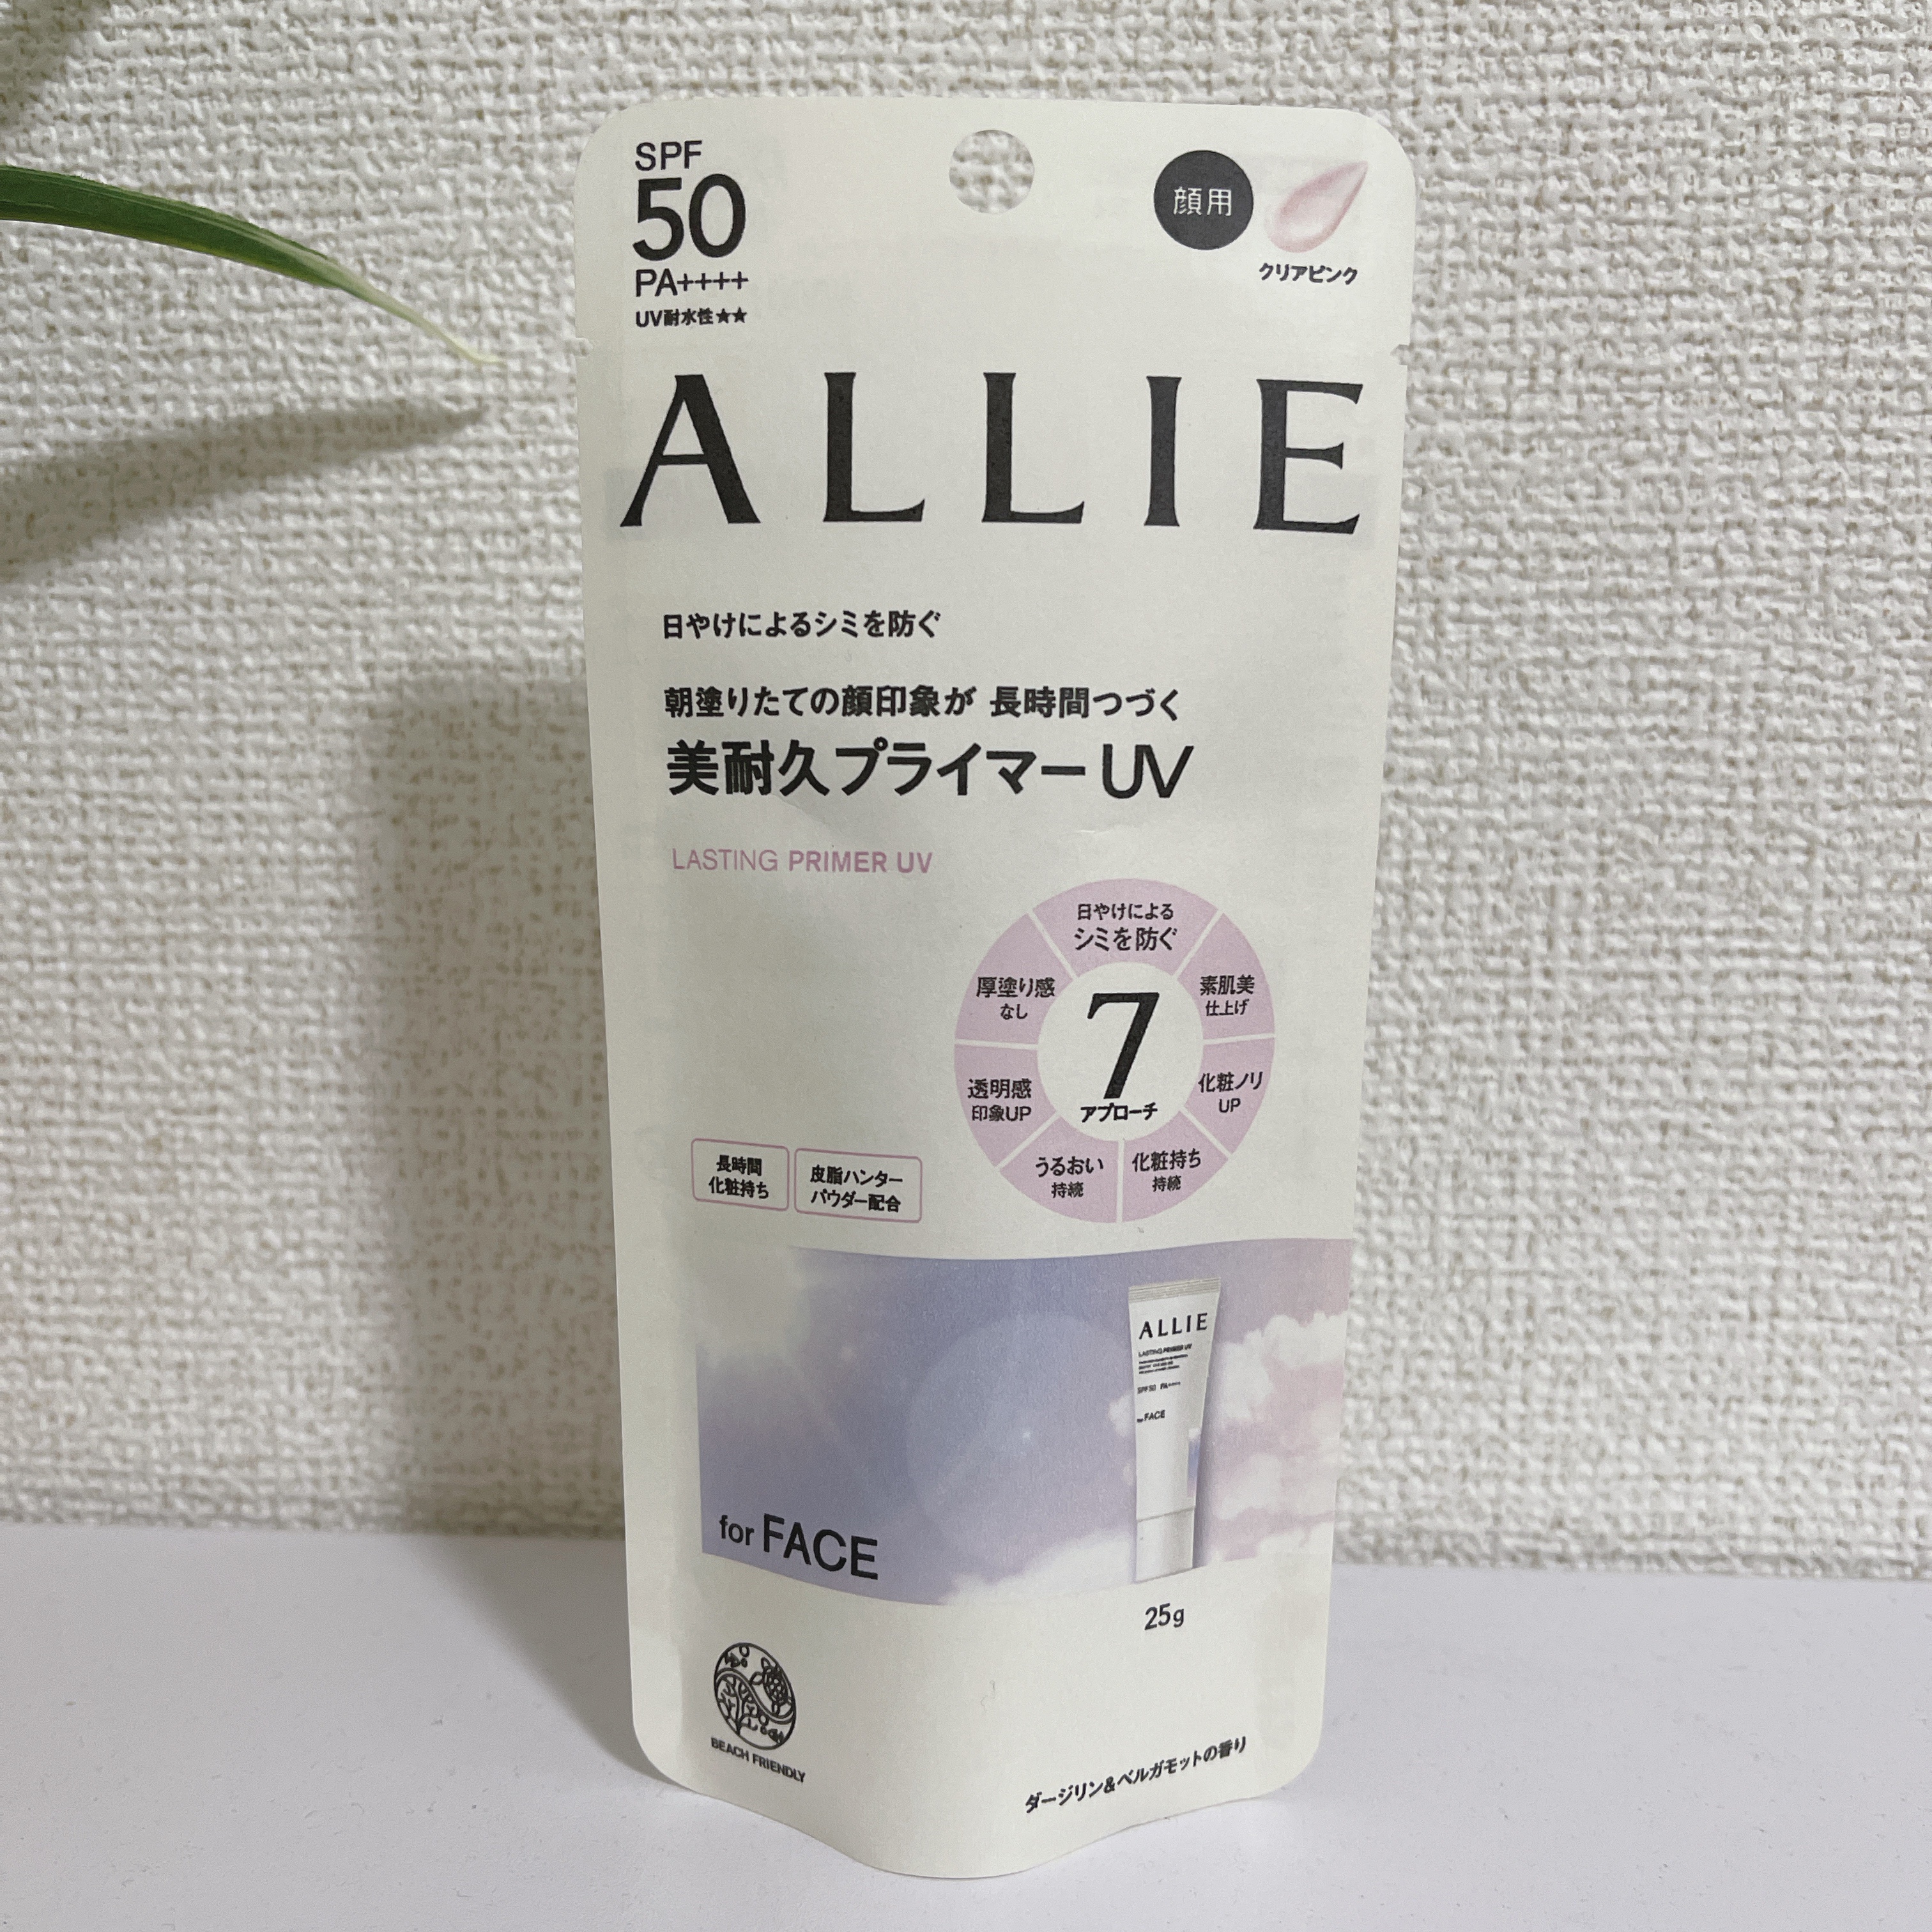 SPF
50
PA++++
UV耐水性★★
顔用
クリアピンク
ALLIE
日やけによるシミを防ぐ
朝塗りたての顔印象が 長時間つづく
美耐久プライマーUV
LASTING PRIMER UV
日やけによる
シミを防ぐ
素肌美
仕上げ
化粧ノリ
UP
化粧持ち
持続
うるおい
持続
透明感
印象UP
厚塗り感
なし
7
アプローチ
長時間
化粧持ち
皮脂ハンター
パウダー配合
ALLIE
LASTING PRIMER UV
SPF50 PA++++
for FACE
for FACE
25g
BEACH FRIENDLY
ダージリン&ベルガモットの香り